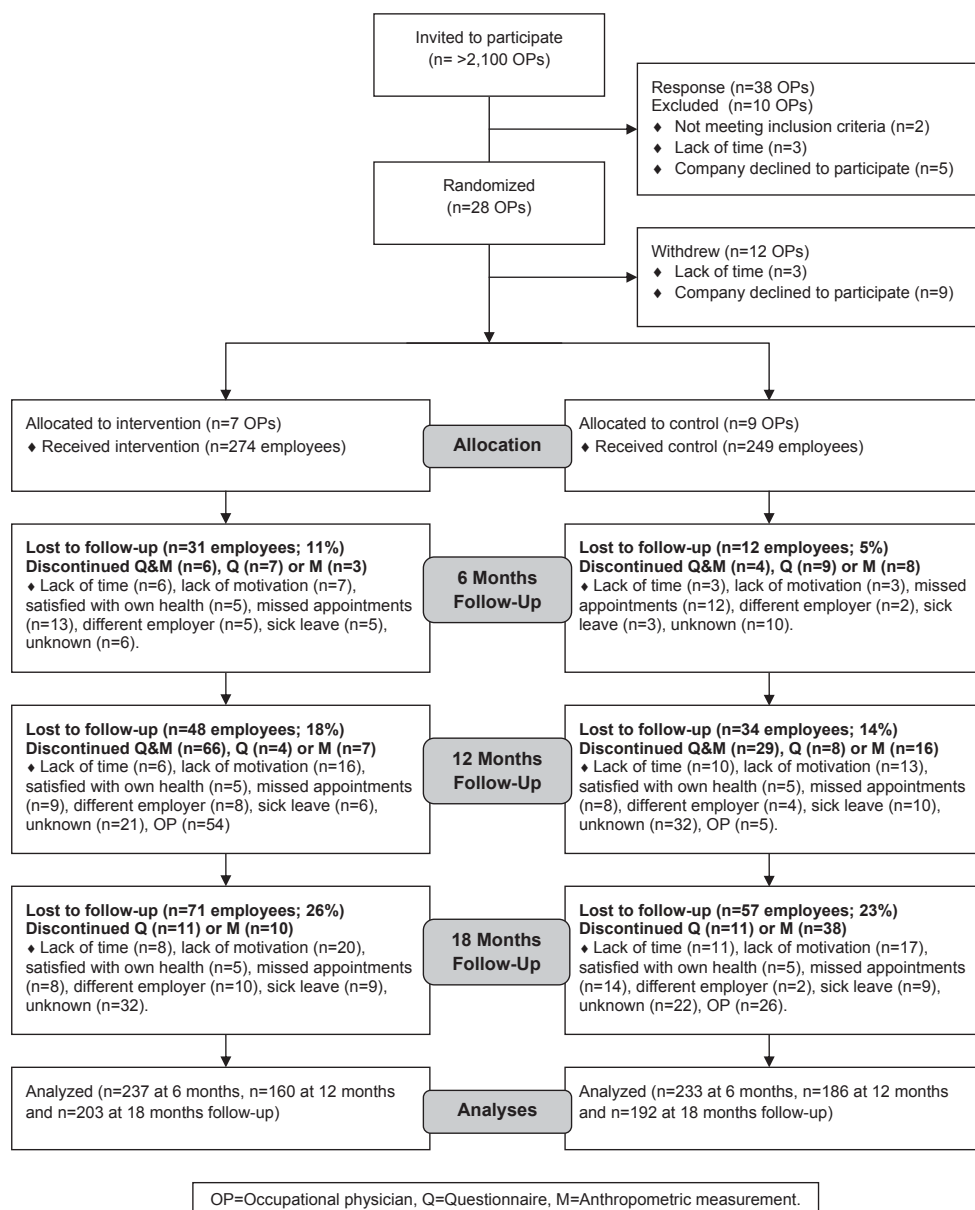 Invited to participate
(n= >2,100 OPs)
Response (n=38 OPs)
Excluded (n=10 OPs)
♦ Not meeting inclusion criteria (n=2)
♦ Lack of time (n=3)
♦ Company declined to participate (n=5)
Randomized
(n=28 OPs)
Withdrew (n=12 OPs)
♦ Lack of time (n=3)
♦ Company declined to participate (n=9)
Allocated to intervention (n=7 OPs)
♦ Received intervention (n=274 employees)
Allocation
Allocated to control (n=9 OPs)
♦ Received control (n=249 employees)
Lost to follow-up (n=31 employees; 11%)
Discontinued Q&M (n=6), Q (n=7) or M (n=3)
♦ Lack of time (n=6), lack of motivation (n=7),
satisfied with own health (n=5), missed appointments
(n=13), different employer (n=5), sick leave (n=5),
unknown (n=6).
6 Months
Follow-Up
Lost to follow-up (n=12 employees; 5%)
Discontinued Q&M (n=4), Q (n=9) or M (n=8)
♦ Lack of time (n=3), lack of motivation (n=3), missed
appointments (n=12), different employer (n=2), sick
leave (n=3), unknown (n=10).
Lost to follow-up (n=48 employees; 18%)
Discontinued Q&M (n=66), Q (n=4) or M (n=7)
♦ Lack of time (n=6), lack of motivation (n=16),
satisfied with own health (n=5), missed appointments
(n=9), different employer (n=8), sick leave (n=6),
unknown (n=21), OP (n=54)
12 Months
Follow-Up
Lost to follow-up (n=34 employees; 14%)
Discontinued Q&M (n=29), Q (n=8) or M (n=16)
♦ Lack of time (n=10), lack of motivation (n=13),
satisfied with own health (n=5), missed appointments
(n=8), different employer (n=4), sick leave (n=10),
unknown (n=32), OP (n=5).
Lost to follow-up (n=71 employees; 26%)
Discontinued Q (n=11) or M (n=10)
♦ Lack of time (n=8), lack of motivation (n=20),
satisfied with own health (n=5), missed appointments
(n=8), different employer (n=10), sick leave (n=9),
unknown (n=32).
18 Months
Follow-Up
Lost to follow-up (n=57 employees; 23%)
Discontinued Q (n=11) or M (n=38)
♦ Lack of time (n=11), lack of motivation (n=17),
satisfied with own health (n=5), missed appointments
(n=14), different employer (n=2), sick leave (n=9),
unknown (n=22), OP (n=26).
Analyzed (n=237 at 6 months, n=160 at 12 months
and n=203 at 18 months follow-up)
Analyses
Analyzed (n=233 at 6 months, n=186 at 12 months
and n=192 at 18 months follow-up)
OP=Occupational physician, Q=Questionnaire, M=Anthropometric measurement.